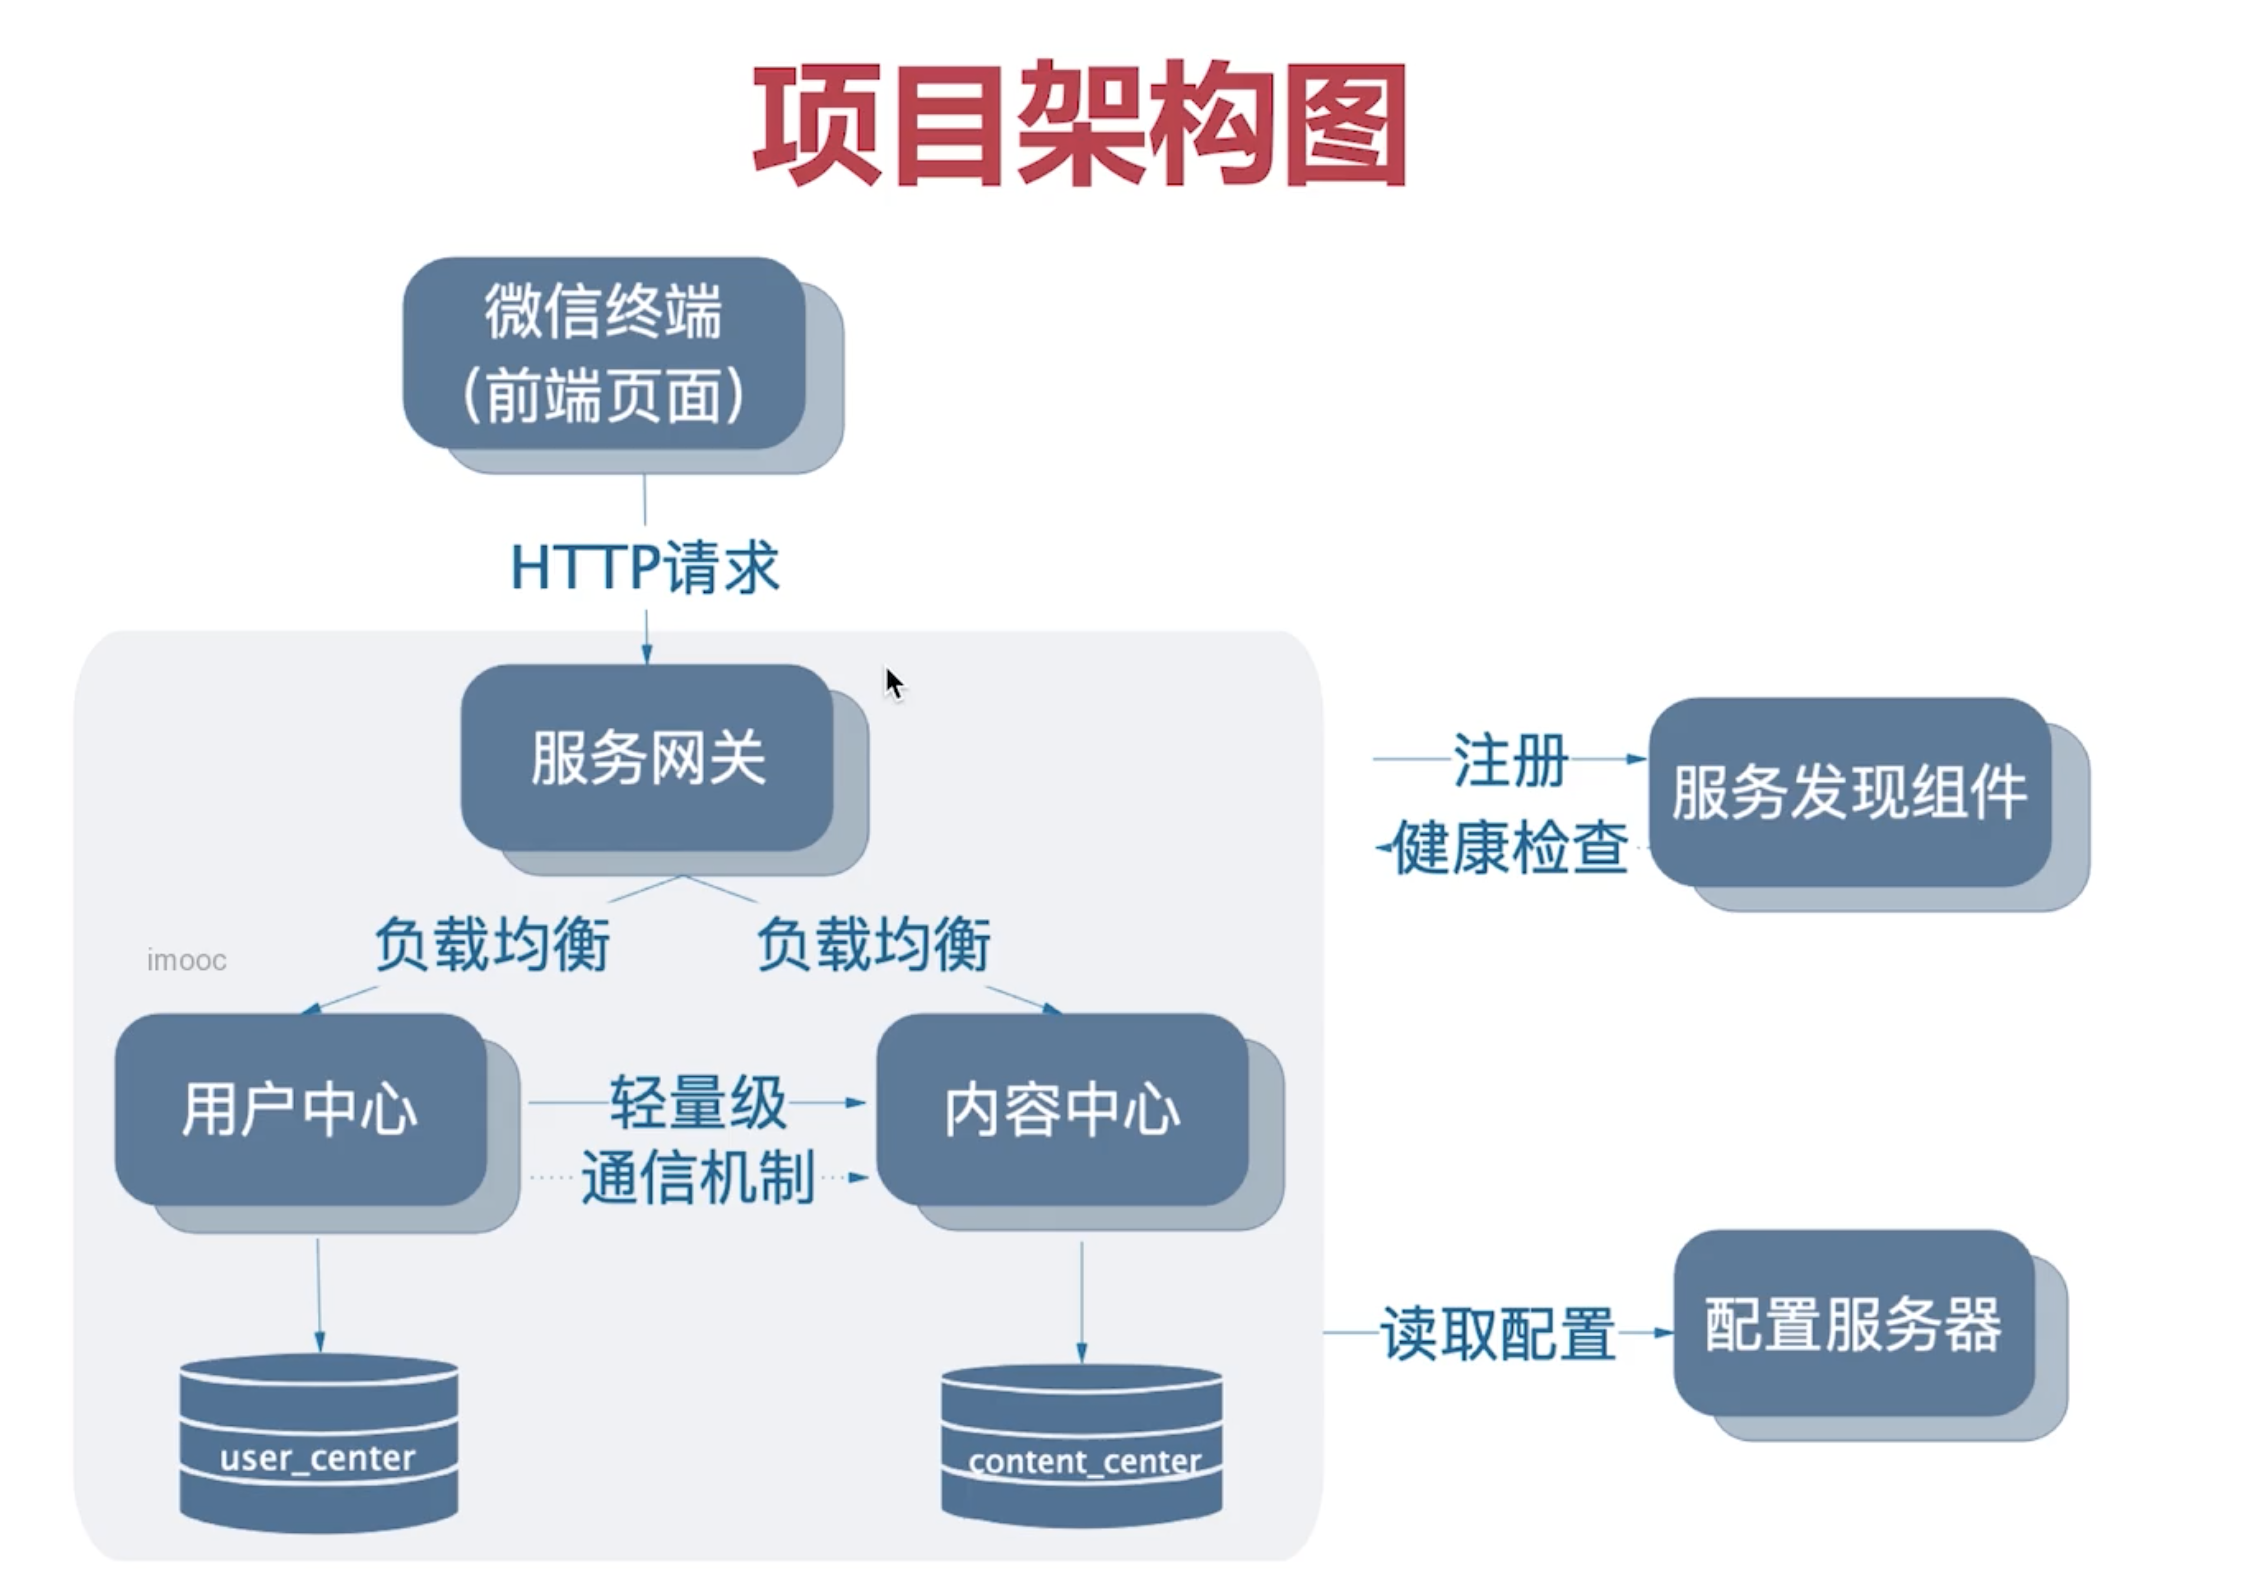 项目架构图
微信终端
(前端页面)
HTTP请求
服务网关
注册
服务发现组件
健康检查
负载均衡
负载均衡
imooc
用户中心
轻量级
通信机制
内容中心
读取配置
配置服务器
user_center
content_center